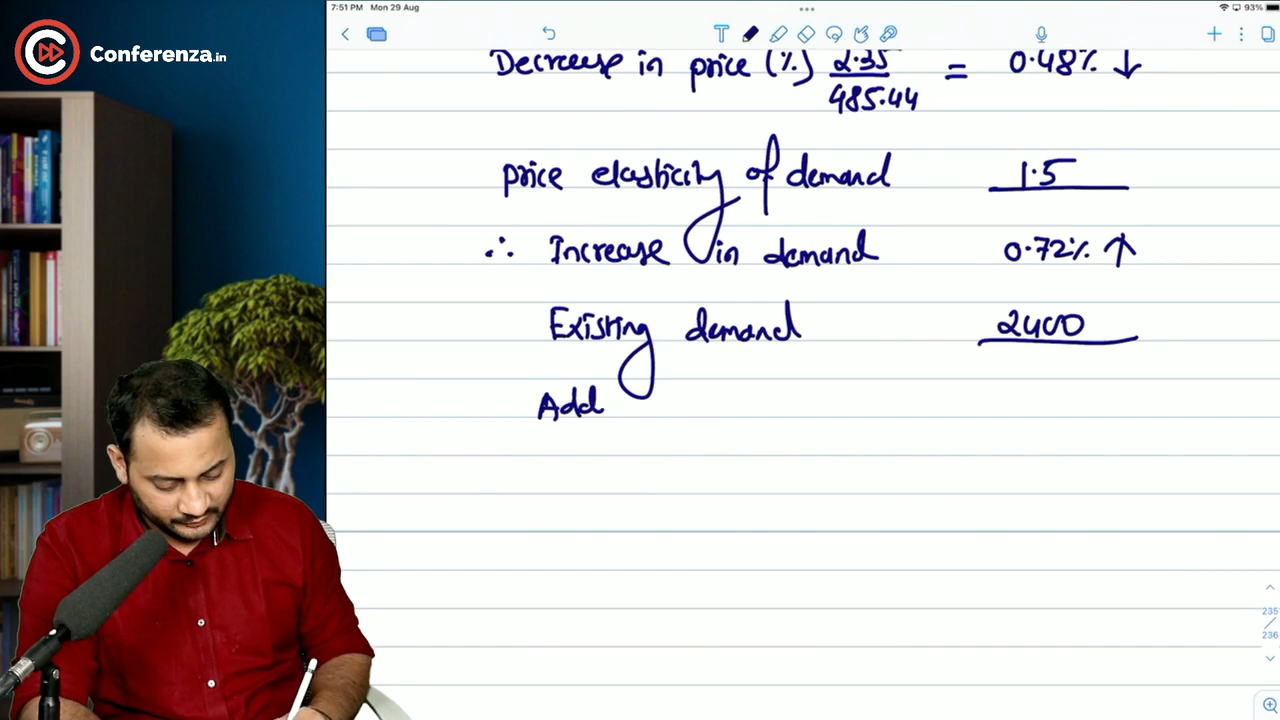 7:51 PM Mon 29 Aug
93%
Conferenza.in
Decrease in price (%) 2.35 = 0.48% ↓
485.44
price elasticity of demand 1.5
∴ Increase in demand 0.72% ↑
Existing demand 2400
Add
235
236